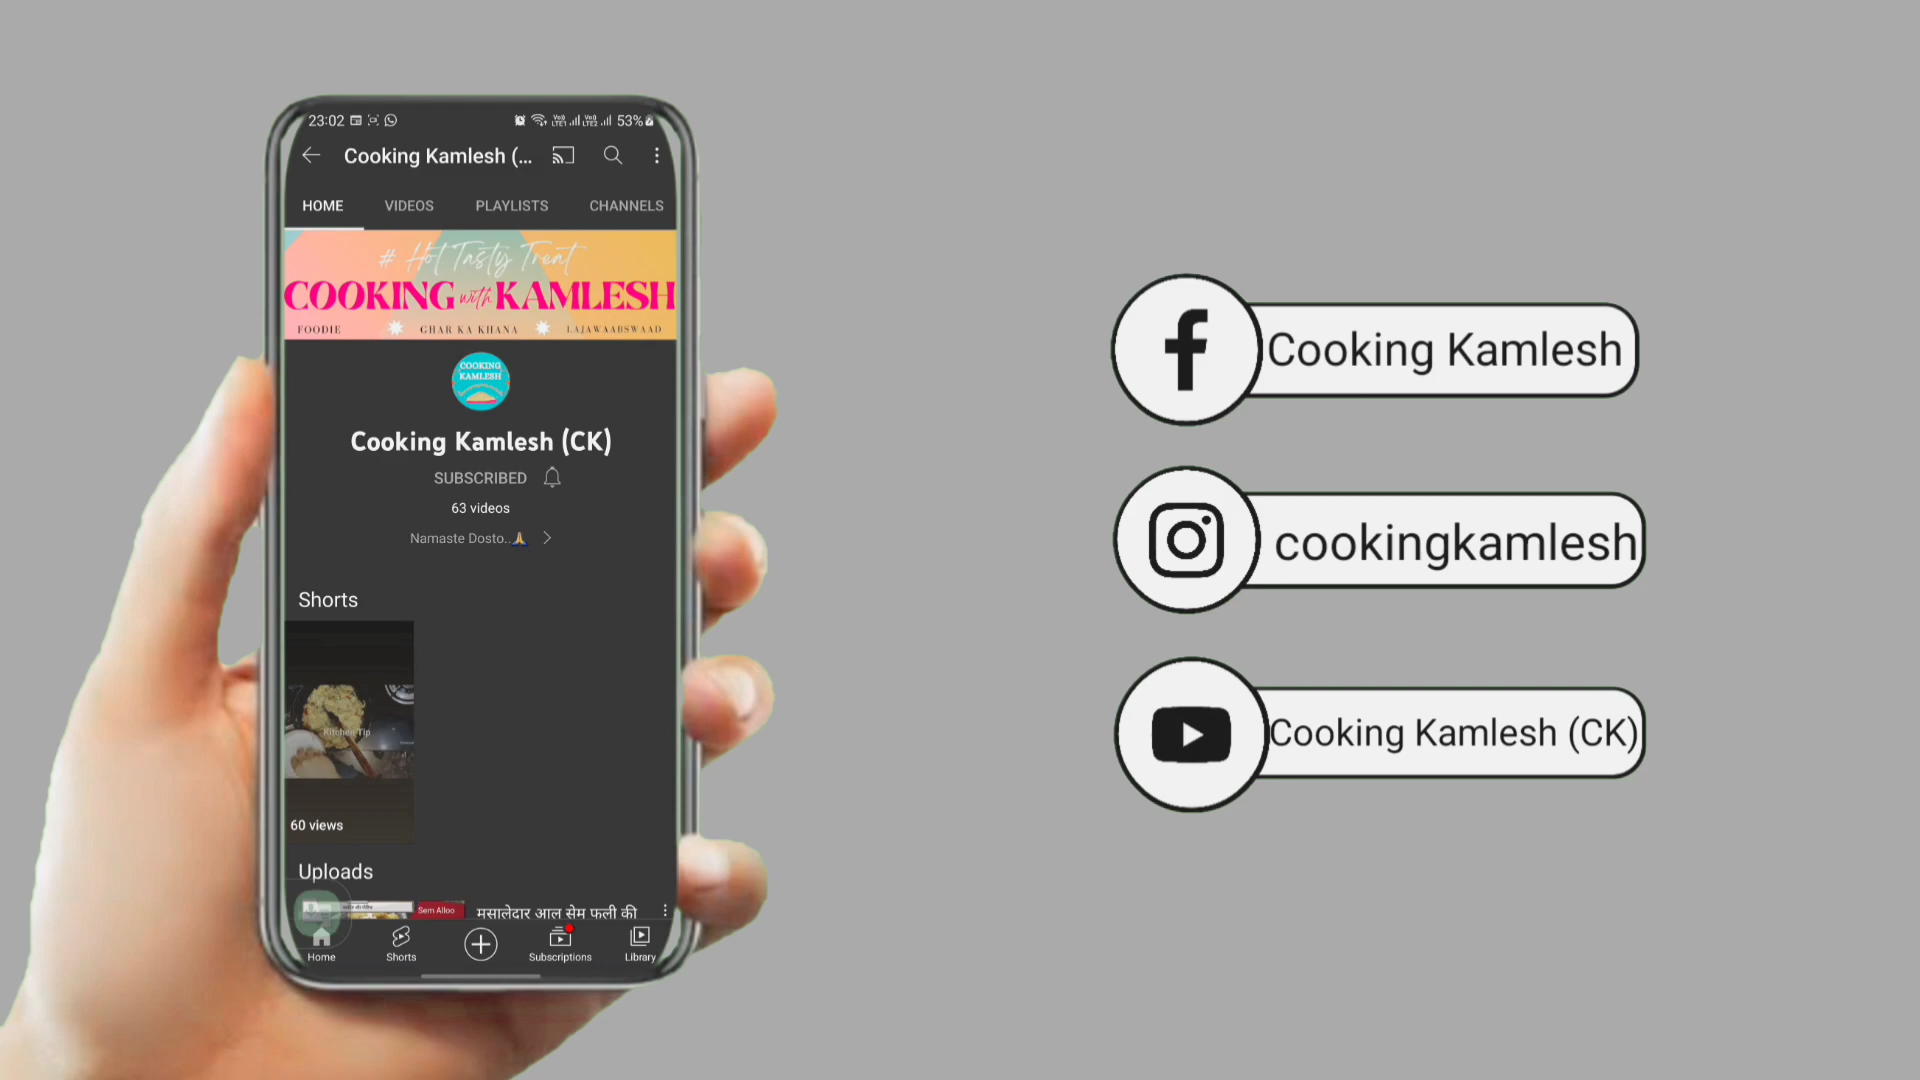 23:02 53%
Cooking Kamlesh (...
HOME VIDEOS PLAYLISTS CHANNELS
# Hot Tasty Treat
COOKING with KAMLESH
FOODIE GHAR KA KHANA LAJAWAABSWAAD
COOKING
KAMLESH
Cooking Kamlesh (CK)
SUBSCRIBED
63 videos
Namaste Dosto..🙏
Shorts
Kitchen Tip
60 views
Uploads
Sem Alloo
मसालेदार आल सेम फली की
Home Shorts Subscriptions Library
Cooking Kamlesh
cookingkamlesh
Cooking Kamlesh (CK)